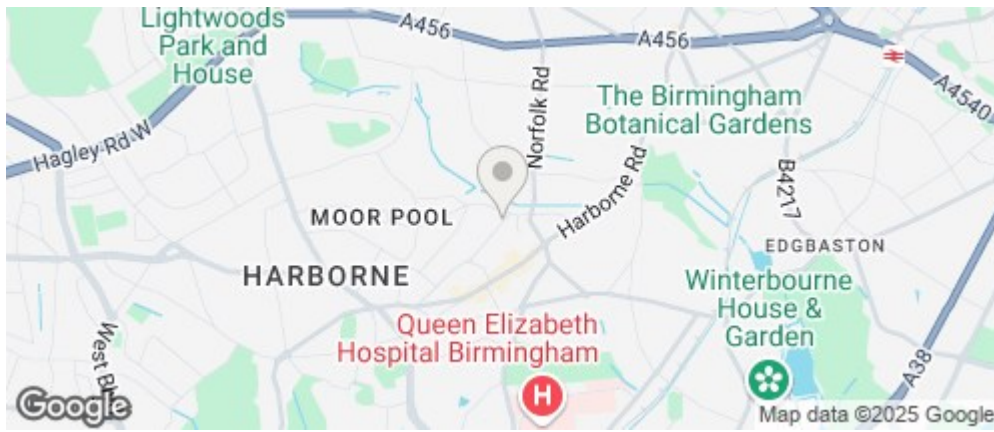 Lightwoods
Park and
House
A456
A456
A4540
Norfolk Rd
The Birmingham
Botanical Gardens
Hagley Rd W
B4217
Harborne Rd
MOOR POOL
EDGBASTON
HARBORNE
Winterbourne
House &
Garden
Queen Elizabeth
Hospital Birmingham
West Bl
A38
H
Google
Map data ©2025 Google